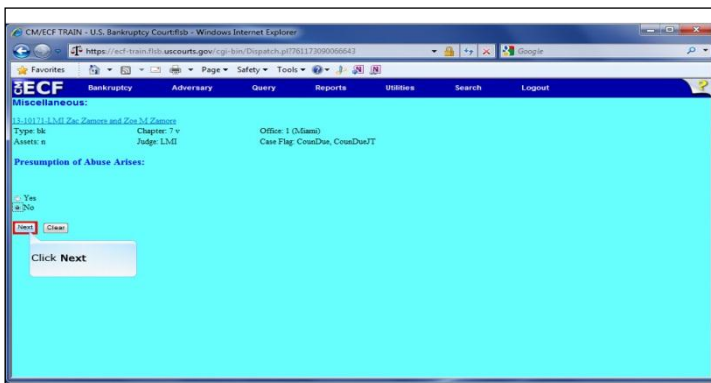 CM/ECF TRAIN - U.S. Bankruptcy Court:flsb - Windows Internet Explorer
https://ecf-train.flsb.uscourts.gov/cgi-bin/Dispatch.pl?761173090066643
Google
Favorites Page Safety Tools
ECF Bankruptcy Adversary Query Reports Utilities Search Logout ?
Miscellaneous:
13-10171-LMI Zac Zamore and Zoe M Zamore
Type: bk Chapter: 7 v Office: 1 (Miami)
Assets: n Judge: LMI Case Flag: CounDue, CounDueJT
Presumption of Abuse Arises:
Yes
No
Next Clear
Click Next